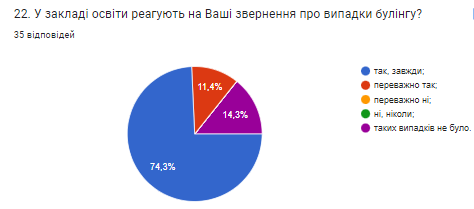 22. У закладі освіти реагують на Ваші звернення про випадки булінгу?
35 відповідей
так, завжди;
переважно так;
переважно ні;
ні, ніколи;
таких випадків не було.
11,4%
14,3%
74,3%